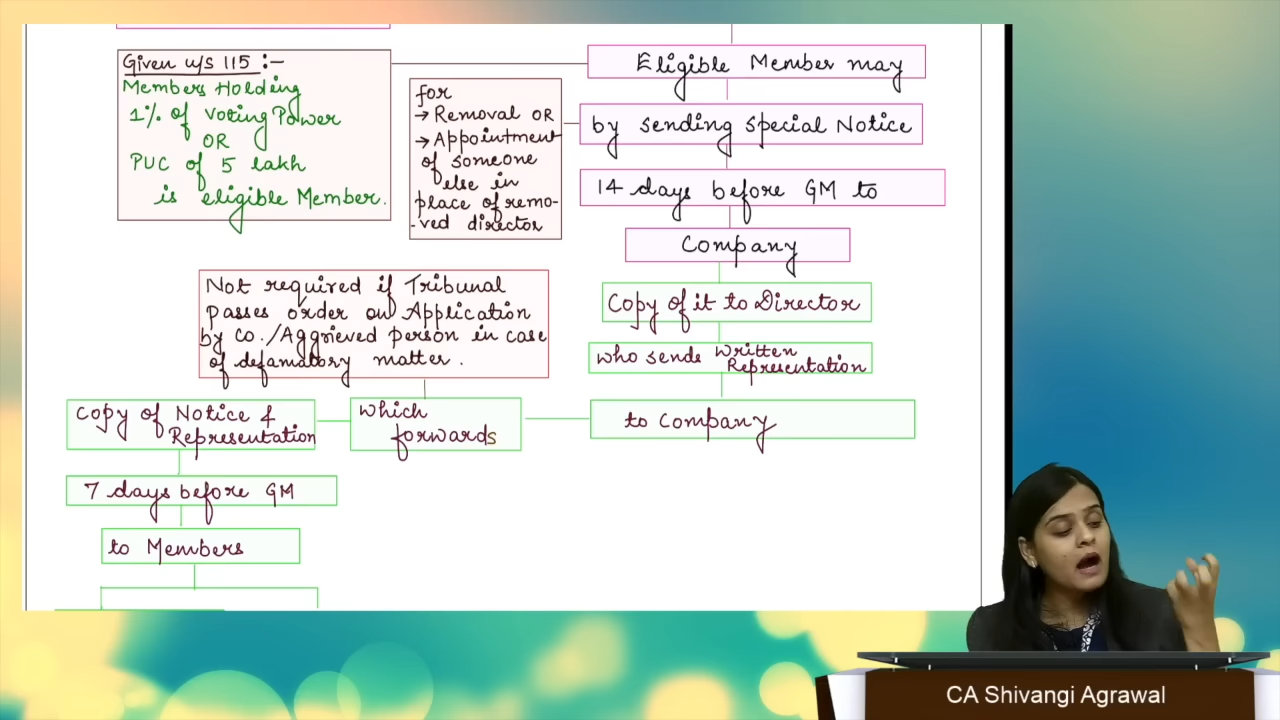 Given u/s 115 :-
Members Holding
1% of voting Power
OR
PUC of 5 lakh
is eligible Member.
for
→ Removal OR
→ Appointment
of someone
else in
place of remo-
-ved director
Eligible Member may
by sending special Notice
14 days before GM to
Company
Copy of it to Director
who sends written
Representation
to Company
Not required if Tribunal
passes order on Application
by Co./Aggrieved person in case
of defamatory matter.
which
forwards
copy of Notice &
Representation
7 days before GM
to Members
CA Shivangi Agrawal